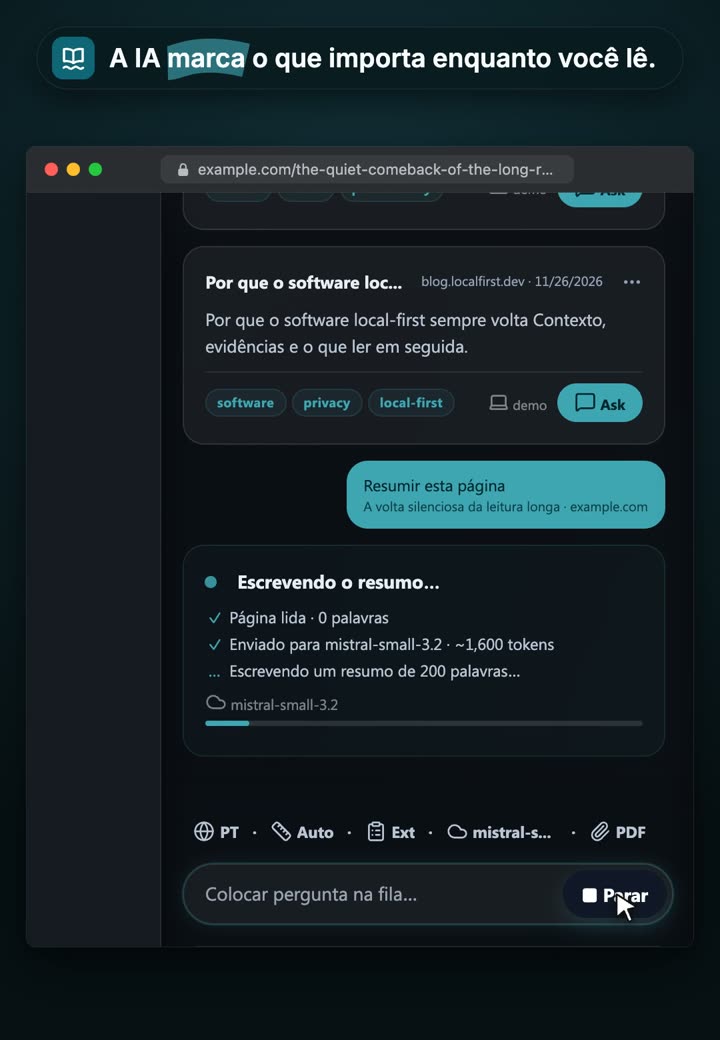 A IA marca o que importa enquanto você lê.
example.com/the-quiet-comeback-of-the-long-r...
demo Ask
Por que o software loc... blog.localfirst.dev · 11/26/2026
Por que o software local-first sempre volta Contexto,
evidências e o que ler em seguida.
software privacy local-first demo Ask
Resumir esta página
A volta silenciosa da leitura longa · example.com
Escrevendo o resumo...
✓ Página lida · 0 palavras
✓ Enviado para mistral-small-3.2 · ~1,600 tokens
... Escrevendo um resumo de 200 palavras...
mistral-small-3.2
PT · Auto · Ext · mistral-s... · PDF
Colocar pergunta na fila... Parar